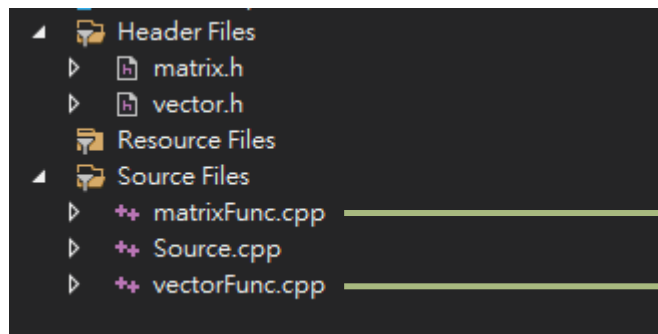 Header Files
matrix.h
vector.h
Resource Files
Source Files
matrixFunc.cpp
Source.cpp
vectorFunc.cpp